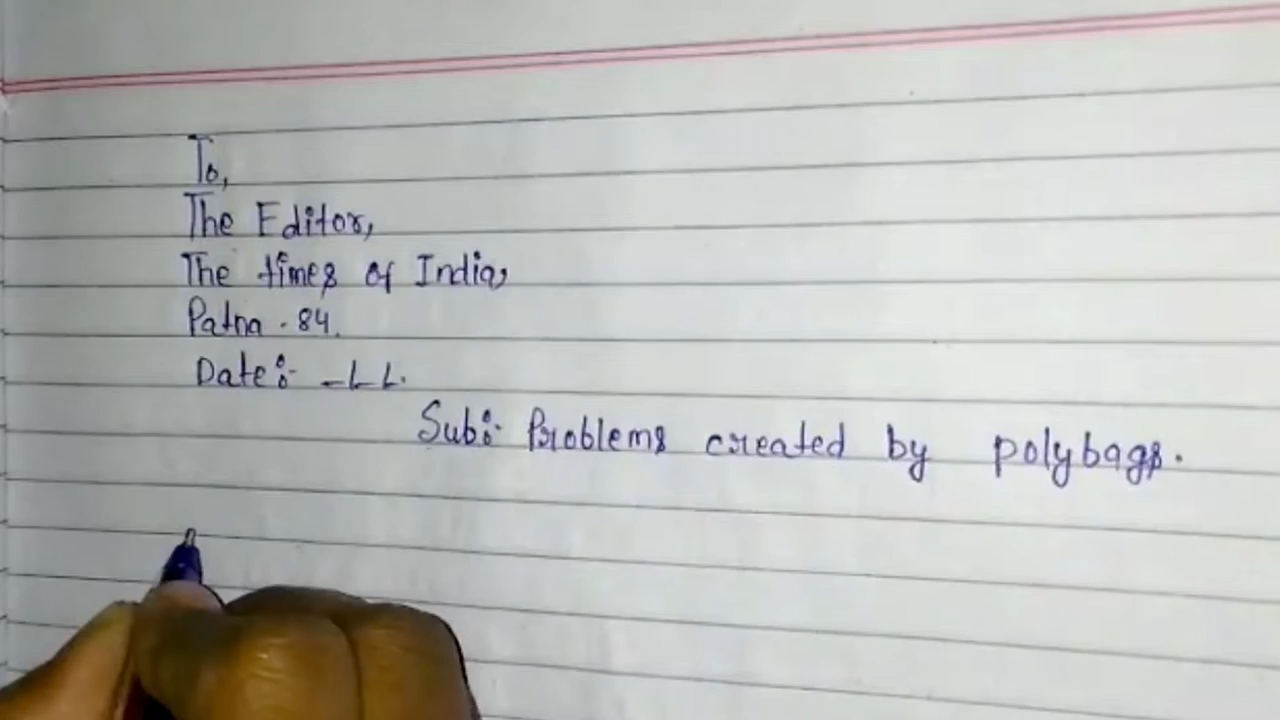 To,
The Editor,
The times of India,
Patna - 84.
Date:- _/_/_.
Sub:- Problems created by polybags.